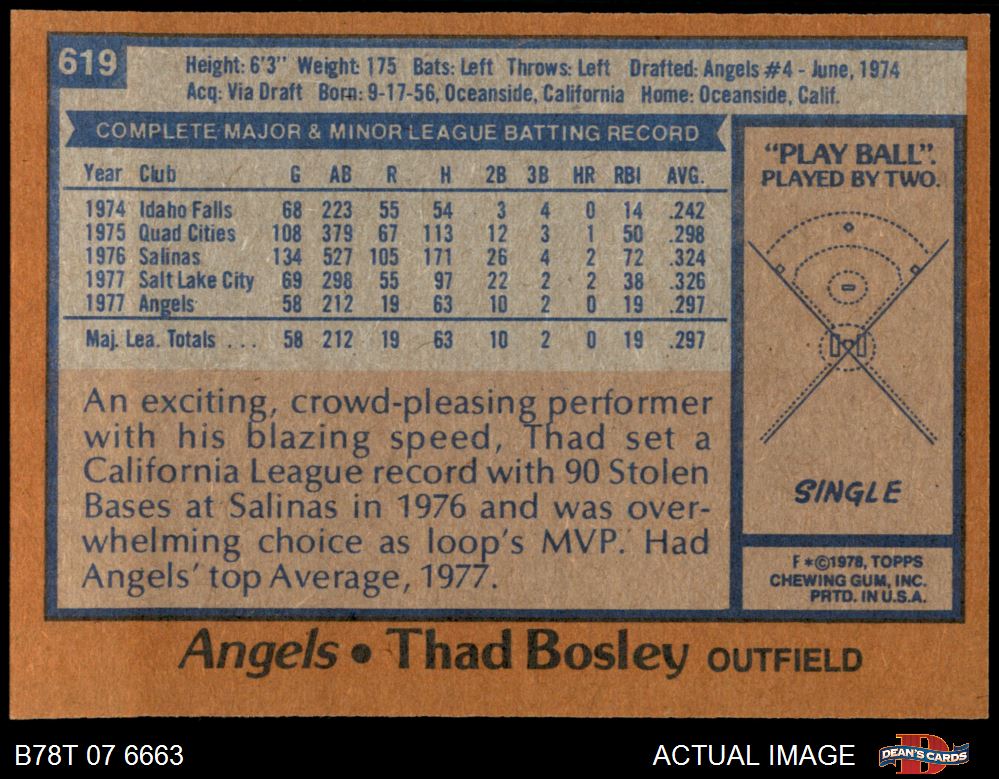 619
Height: 6'3" Weight: 175 Bats: Left Throws: Left Drafted: Angels #4 - June, 1974
Acq: Via Draft Born: 9-17-56, Oceanside, California Home: Oceanside, Calif.
COMPLETE MAJOR & MINOR LEAGUE BATTING RECORD
Year Club G AB R H 2B 3B HR RBI AVG.
1974 Idaho Falls 68 223 55 54 3 4 0 14 .242
1975 Quad Cities 108 379 67 113 12 3 1 50 .298
1976 Salinas 134 527 105 171 26 4 2 72 .324
1977 Salt Lake City 69 298 55 97 22 2 2 38 .326
1977 Angels 58 212 19 63 10 2 0 19 .297
Maj. Lea. Totals . . . 58 212 19 63 10 2 0 19 .297
An exciting, crowd-pleasing performer
with his blazing speed, Thad set a
California League record with 90 Stolen
Bases at Salinas in 1976 and was over-
whelming choice as loop's MVP. Had
Angels' top Average, 1977.
"PLAY BALL".
PLAYED BY TWO.
SINGLE
F*©1978, TOPPS
CHEWING GUM, INC.
PRTD. IN U.S.A.
Angels • Thad Bosley OUTFIELD
B78T 07 6663
ACTUAL IMAGE
DEAN'S CARDS